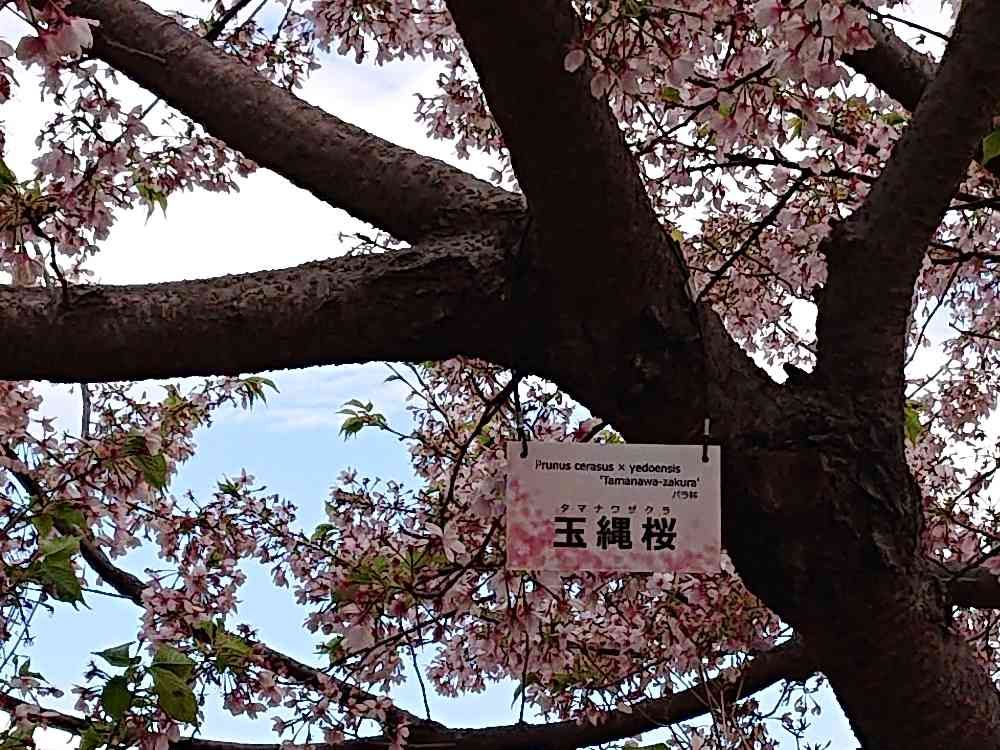 Prunus cerasus × yedoensis
'Tamanawa-zakura'
バラ科
タマナワザクラ
玉縄桜